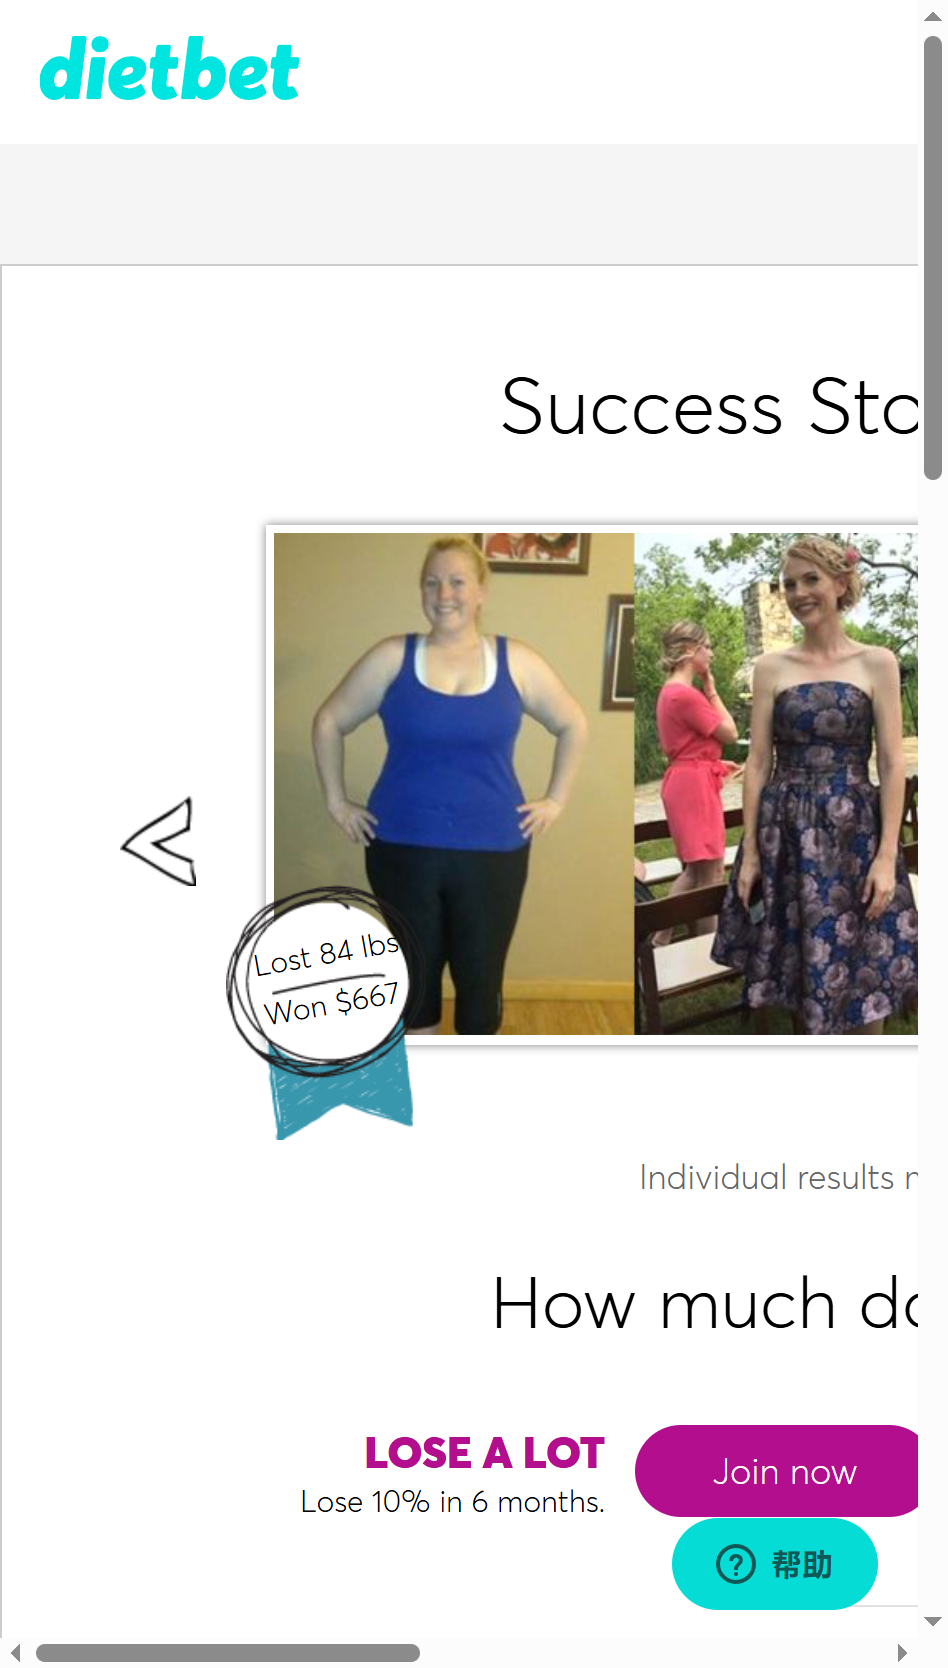 dietbet
Success Sto
Lost 84 lbs
Won $667
Individual results
How much do
LOSE A LOT
Lose 10% in 6 months.
Join now
帮助